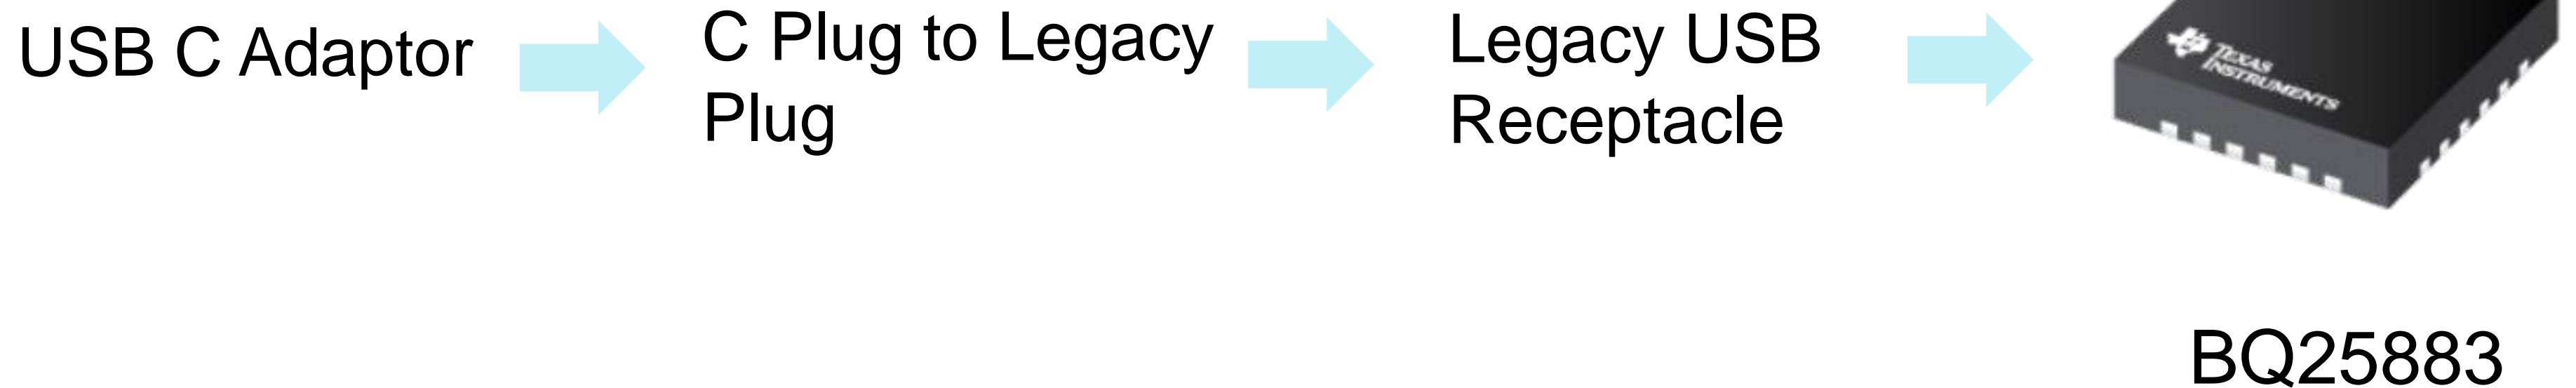 USB C Adaptor
C Plug to Legacy
Plug
Legacy USB
Receptacle
TEXAS
INSTRUMENTS
BQ25883